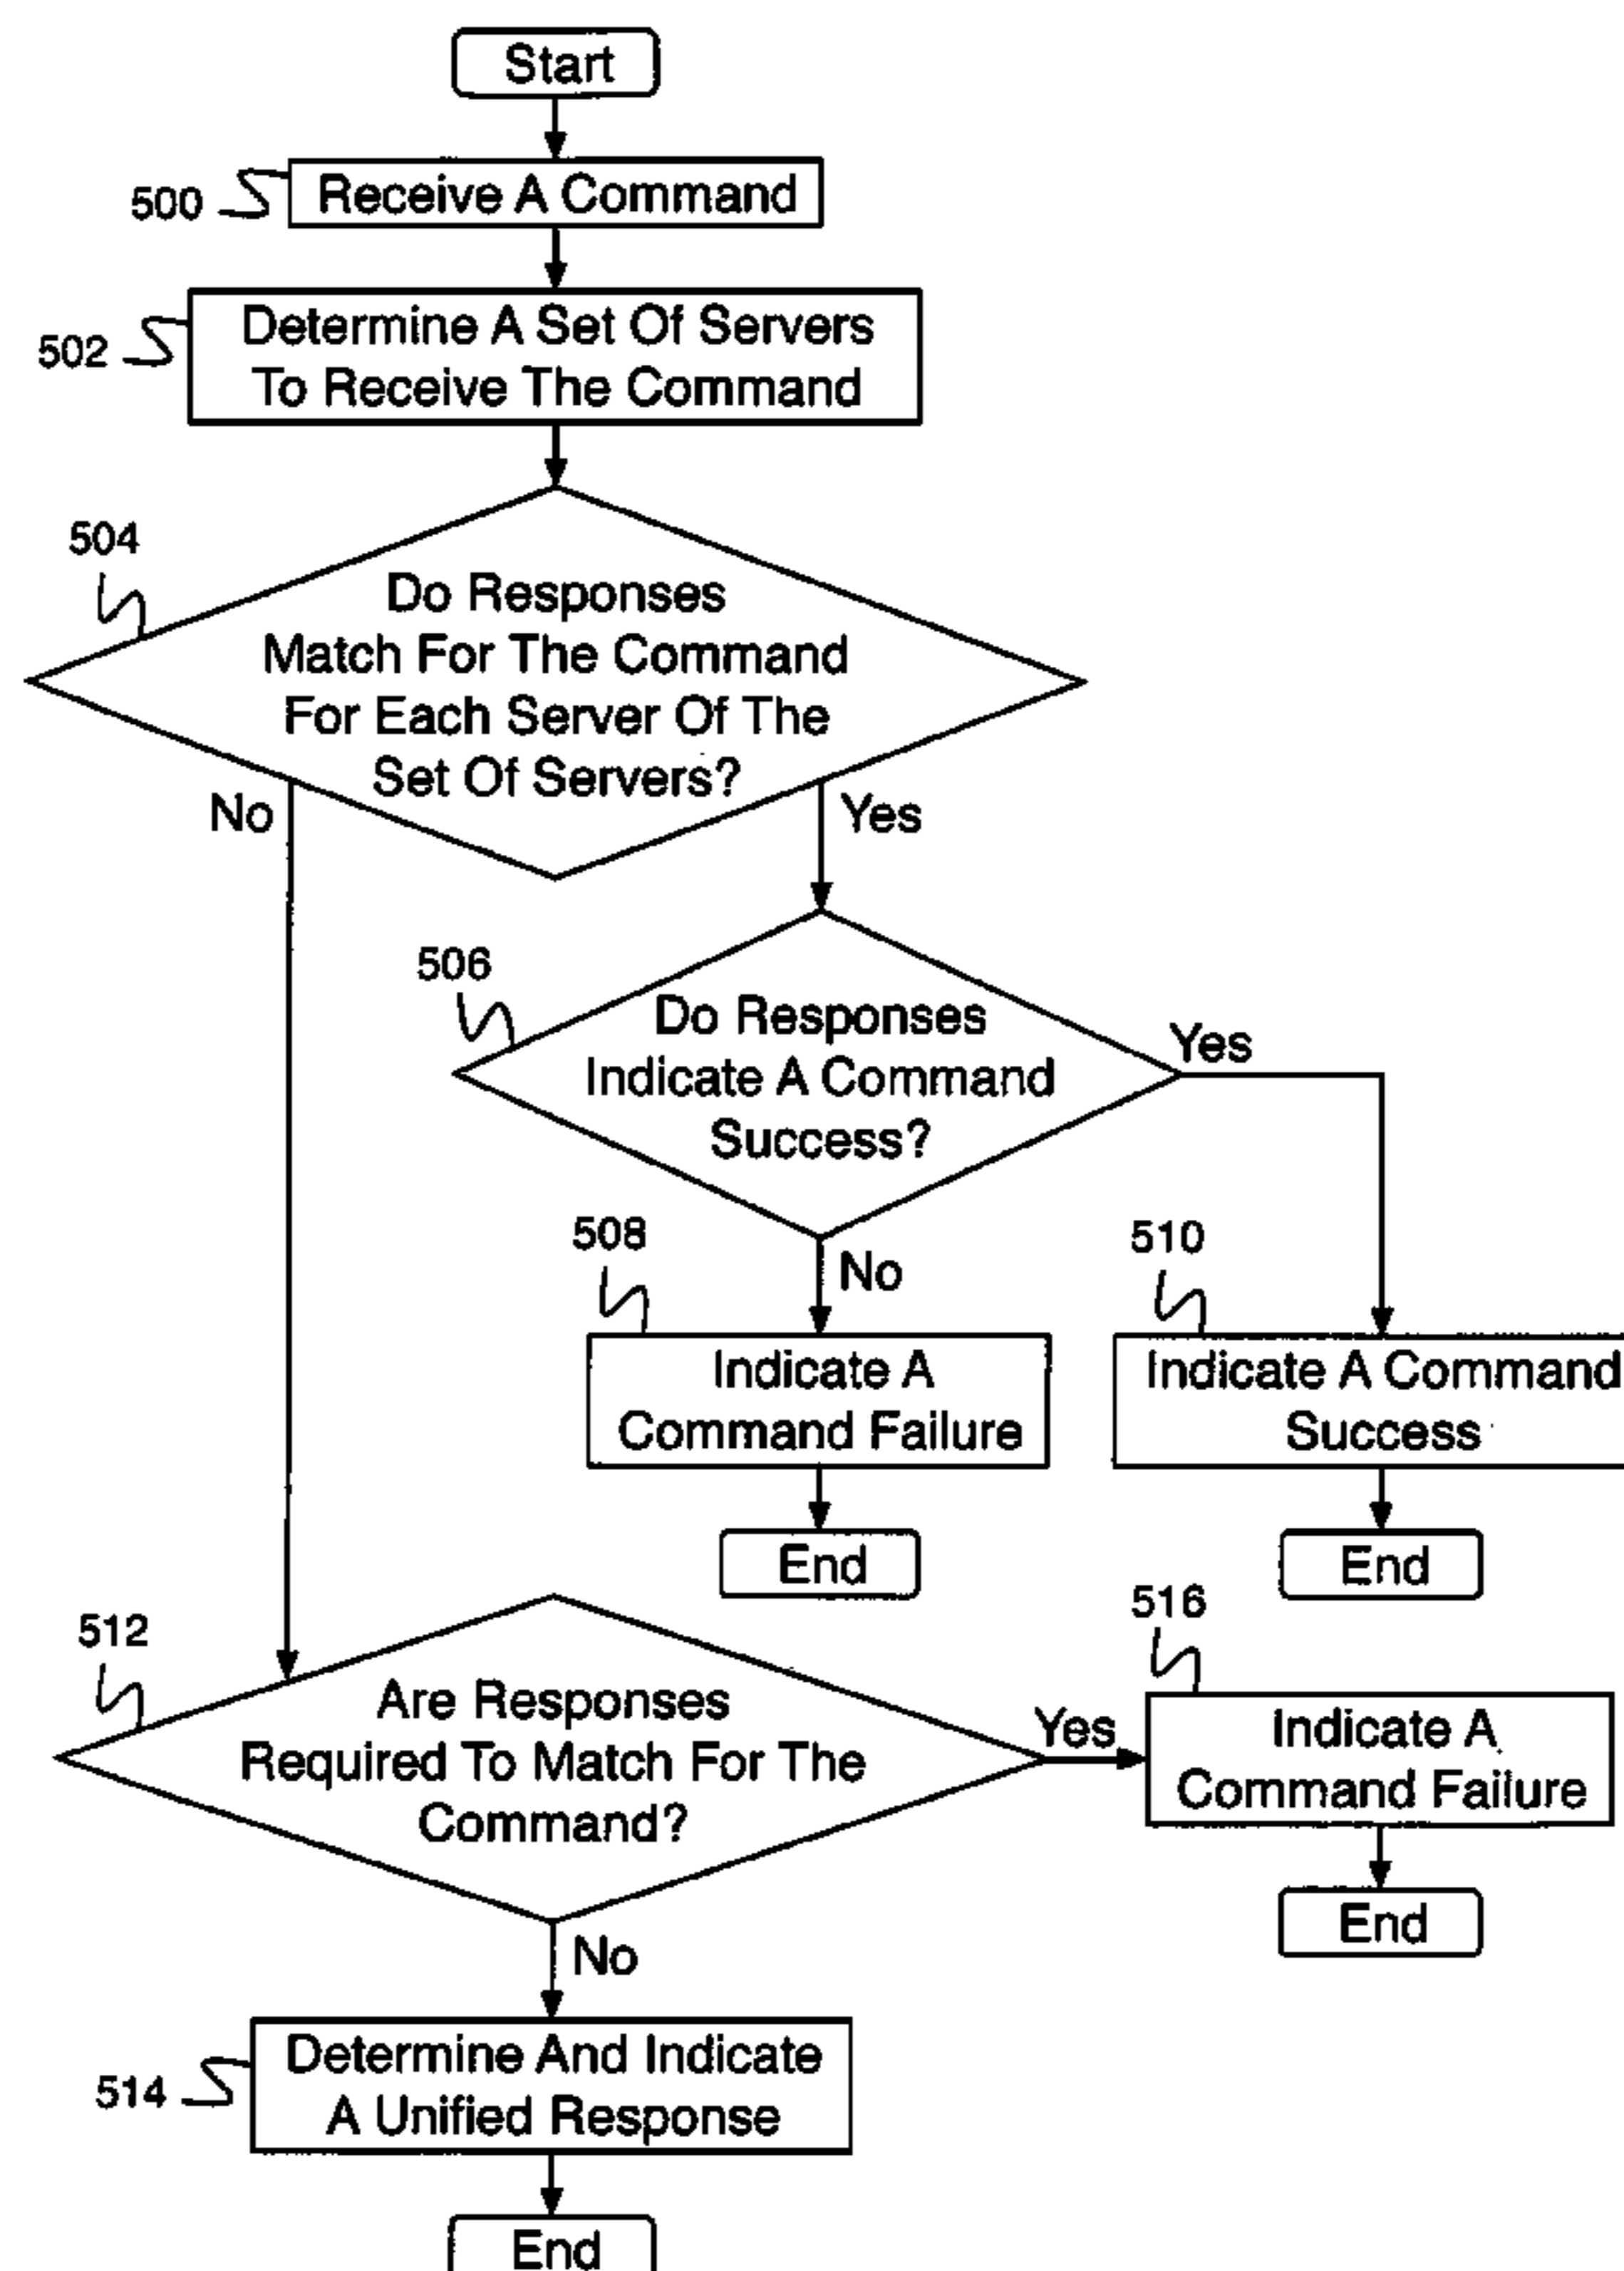 Start
500
Receive A Command
502
Determine A Set Of Servers
To Receive The Command
504
Do Responses
Match For The Command
For Each Server Of The
Set Of Servers?
No
Yes
506
Do Responses
Indicate A Command
Success?
Yes
No
508
Indicate A
Command Failure
End
510
Indicate A Command
Success
End
512
Are Responses
Required To Match For The
Command?
Yes
516
Indicate A
Command Failure
End
No
514
Determine And Indicate
A Unified Response
End